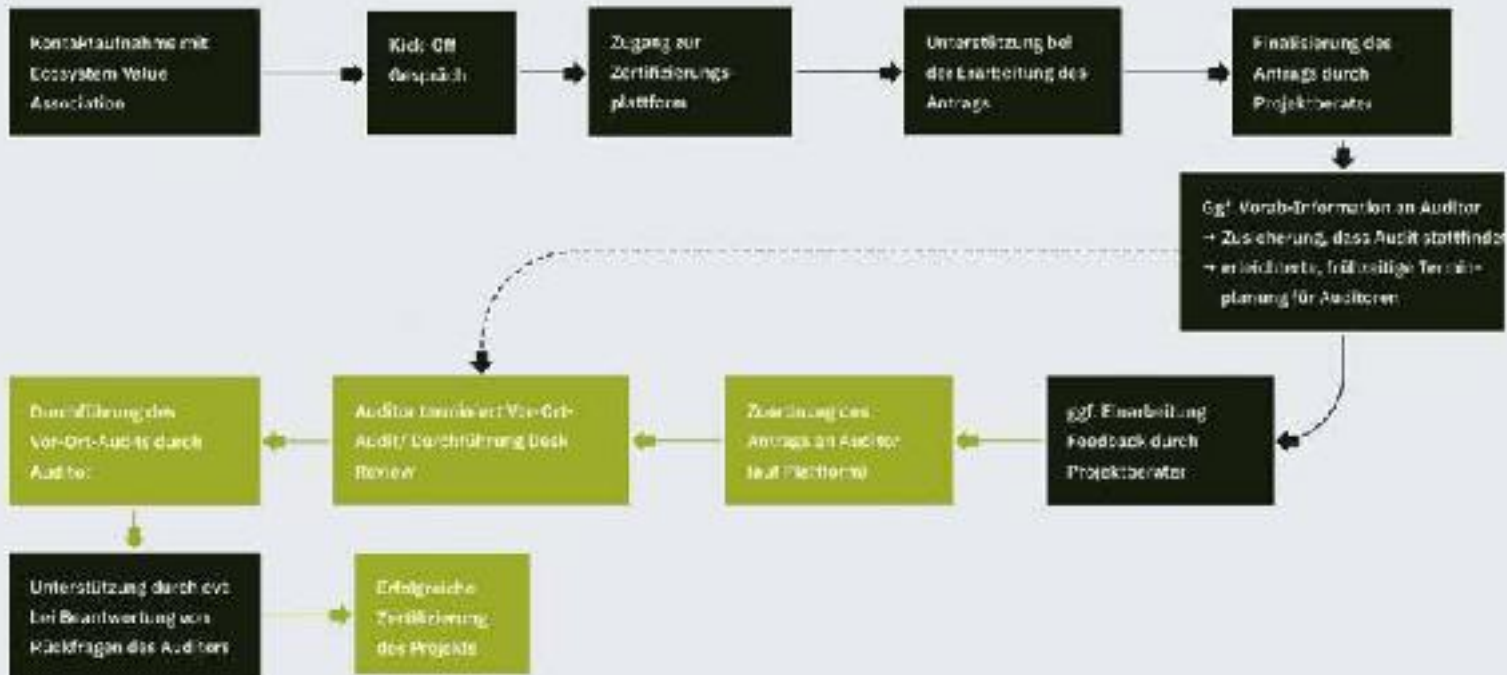 Kontaktaufnahme mit
Ecosystem Value
Association
Kick-Off
Gespräch
Zugang zur
Zertifizierungs-
plattform
Unterstützung bei
der Erarbeitung des
Antrags
Finalisierung des
Antrags durch
Projektberater
Ggf. Vorab-Information an Auditor
→ Zusicherung, dass Audit stattfindet
→ erleichterte, frühzeitige Termin-
planung für Auditoren
ggf. Einarbeitung
Feedback durch
Projektberater
Zuordnung des
Antrags an Auditor
(auf Plattform)
Auditor terminiert Vor-Ort-
Audit/ Durchführung Desk
Review
Durchführung des
Vor-Ort-Audits durch
Auditor
Unterstützung durch eva
bei Beantwortung von
Rückfragen des Auditors
Erfolgreiche
Zertifizierung
des Projekts